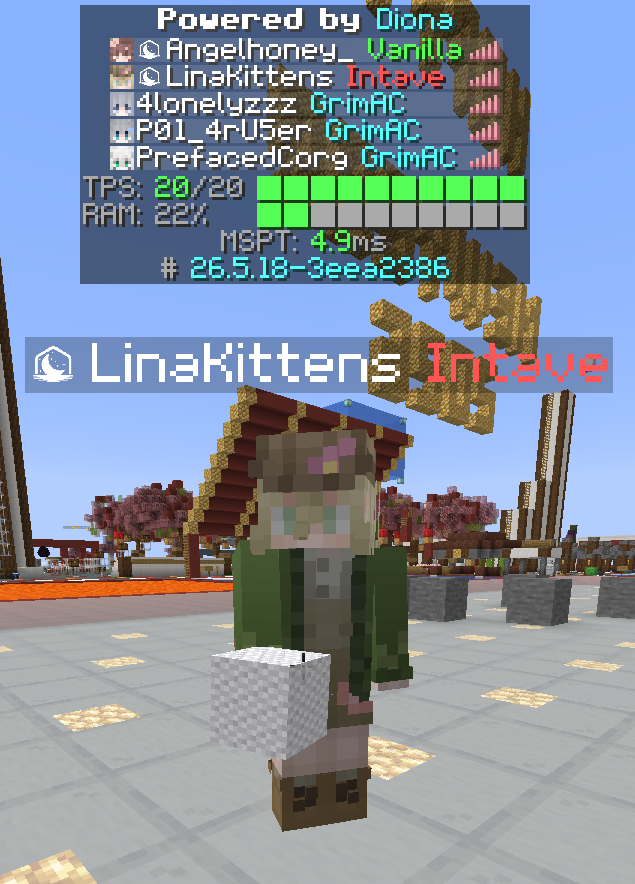 Powered by Diona
Angelhoney_ Vanilla
LinaKittens Intave
4lonelyzzz GrimAC
P01_4rU5er GrimAC
PrefacedCorg GrimAC
TPS: 20/20
RAM: 22%
MSPT: 4.9ms
# 26.5.18-3eea2386
LinaKittens Intave